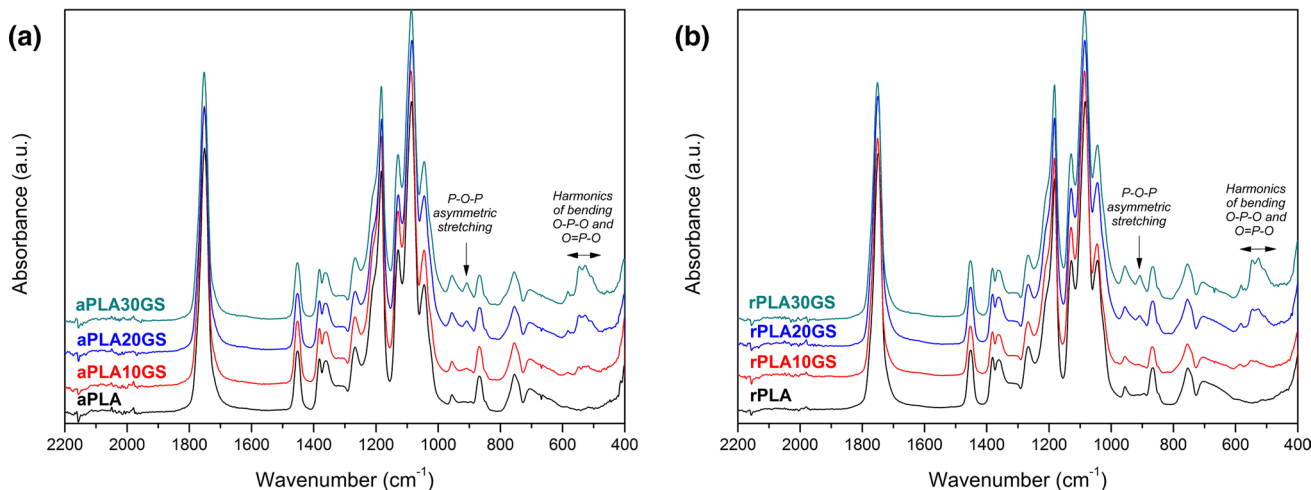 (a)
Absorbance (a.u.)
P-O-P
asymmetric
stretching
Harmonics
of bending
O-P-O and
O=P-O
aPLA30GS
aPLA20GS
aPLA10GS
aPLA
2200 2000 1800 1600 1400 1200 1000 800 600 400
Wavenumber (cm⁻¹)
(b)
Absorbance (a.u.)
P-O-P
asymmetric
stretching
Harmonics
of bending
O-P-O and
O=P-O
rPLA30GS
rPLA20GS
rPLA10GS
rPLA
2200 2000 1800 1600 1400 1200 1000 800 600 400
Wavenumber (cm⁻¹)